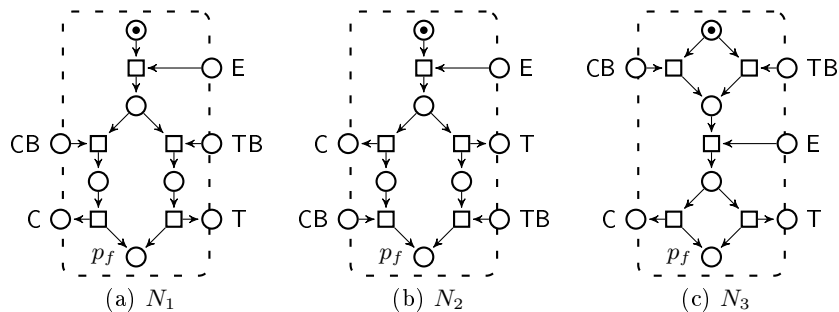 E E CB TB
CB TB C T E
C T CB TB C T
p_f p_f p_f
(a) N_1 (b) N_2 (c) N_3